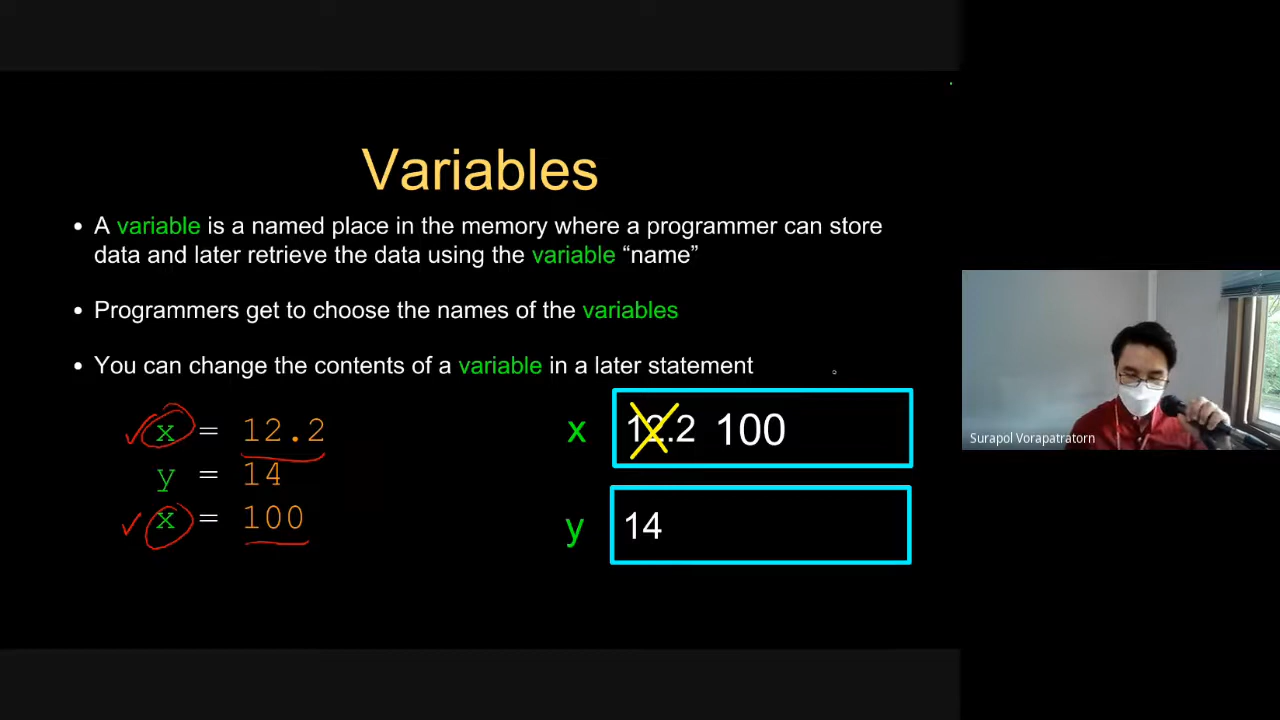 Variables
• A variable is a named place in the memory where a programmer can store
data and later retrieve the data using the variable “name”
• Programmers get to choose the names of the variables
• You can change the contents of a variable in a later statement
x = 12.2
y = 14
x = 100
x 12.2 100
y 14
Surapol Vorapatratorn